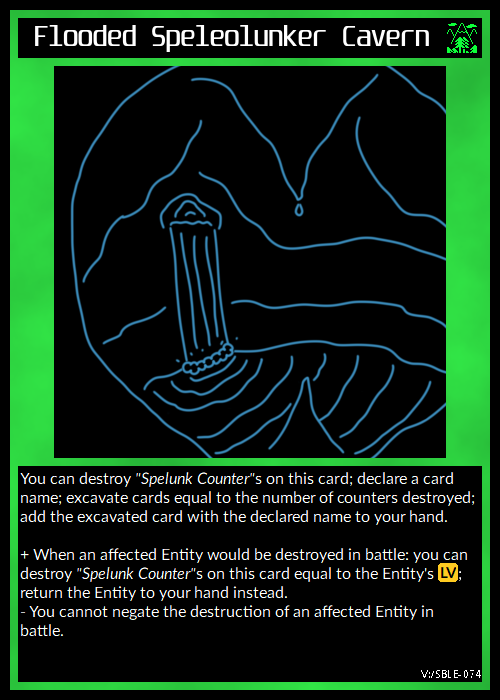 Flooded Speleolunker Cavern
You can destroy "Spelunk Counter"s on this card; declare a card
name; excavate cards equal to the number of counters destroyed;
add the excavated card with the declared name to your hand.
+ When an affected Entity would be destroyed in battle: you can
destroy "Spelunk Counter"s on this card equal to the Entity's LV;
return the Entity to your hand instead.
- You cannot negate the destruction of an affected Entity in
battle.
V:/SBLE-074